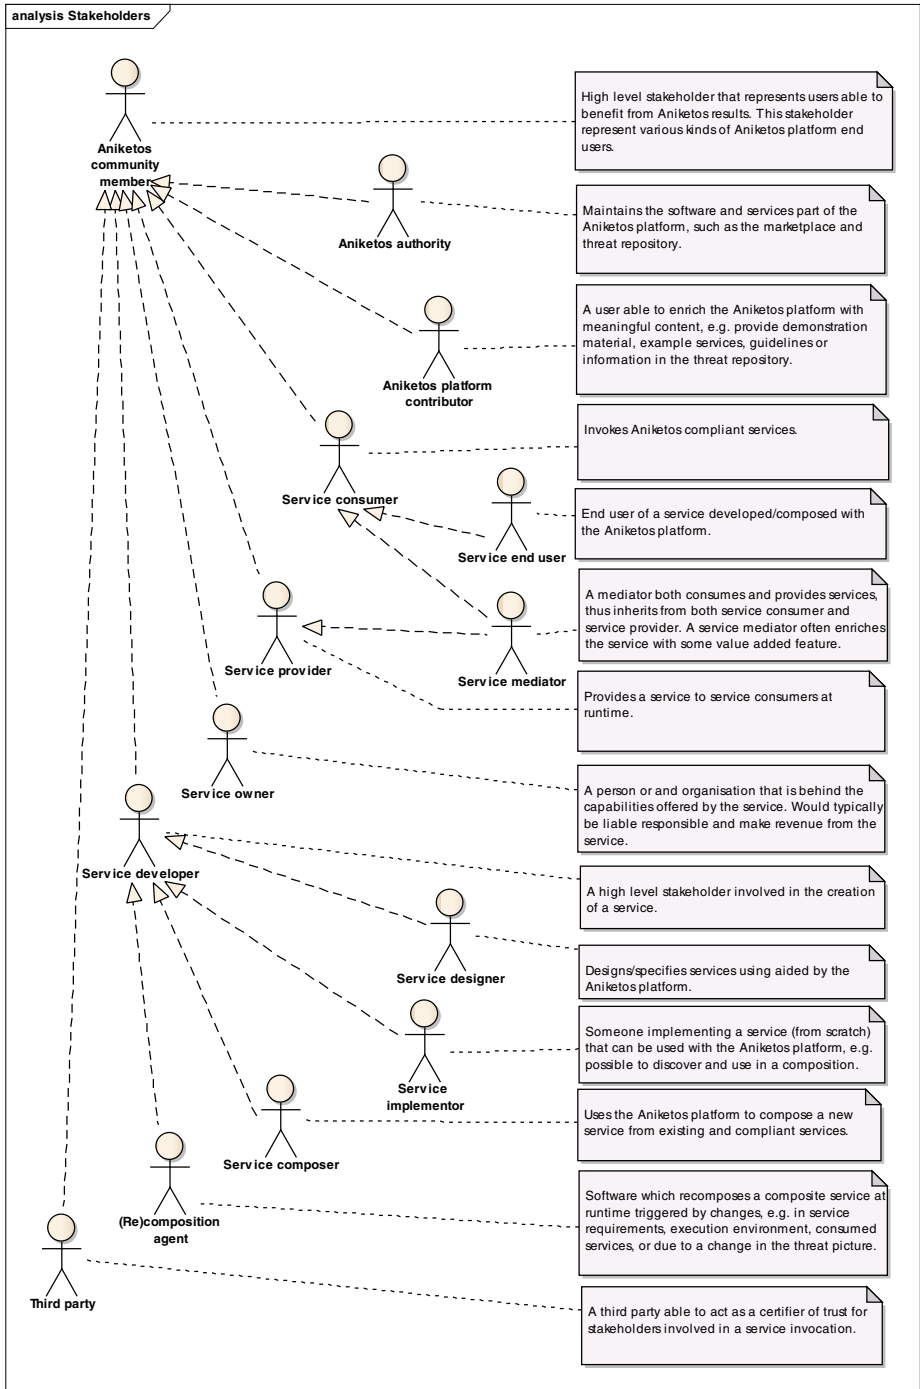 analysis Stakeholders
Aniketos
community
member
High level stakeholder that represents users able to
benefit from Aniketos results. This stakeholder
represent various kinds of Aniketos platform end
users.
Aniketos authority
Maintains the software and services part of the
Aniketos platform, such as the marketplace and
threat repository.
Aniketos platform
contributor
A user able to enrich the Aniketos platform with
meaningful content, e.g. provide demonstration
material, example services, guidelines or
information in the threat repository.
Service consumer
Invokes Aniketos compliant services.
Service end user
End user of a service developed/composed with
the Aniketos platform.
Service mediator
A mediator both consumes and provides services,
thus inherits from both service consumer and
service provider. A service mediator often enriches
the service with some value added feature.
Service provider
Provides a service to service consumers at
runtime.
Service owner
A person or and organisation that is behind the
capabilities offered by the service. Would typically
be liable responsible and make revenue from the
service.
Service developer
A high level stakeholder involved in the creation
of a service.
Service designer
Designs/specifies services using aided by the
Aniketos platform.
Service
implementor
Someone implementing a service (from scratch)
that can be used with the Aniketos platform, e.g.
possible to discover and use in a composition.
Service composer
Uses the Aniketos platform to compose a new
service from existing and compliant services.
(Re)composition
agent
Software which recomposes a composite service at
runtime triggered by changes, e.g. in service
requirements, execution environment, consumed
services, or due to a change in the threat picture.
Third party
A third party able to act as a certifier of trust for
stakeholders involved in a service invocation.